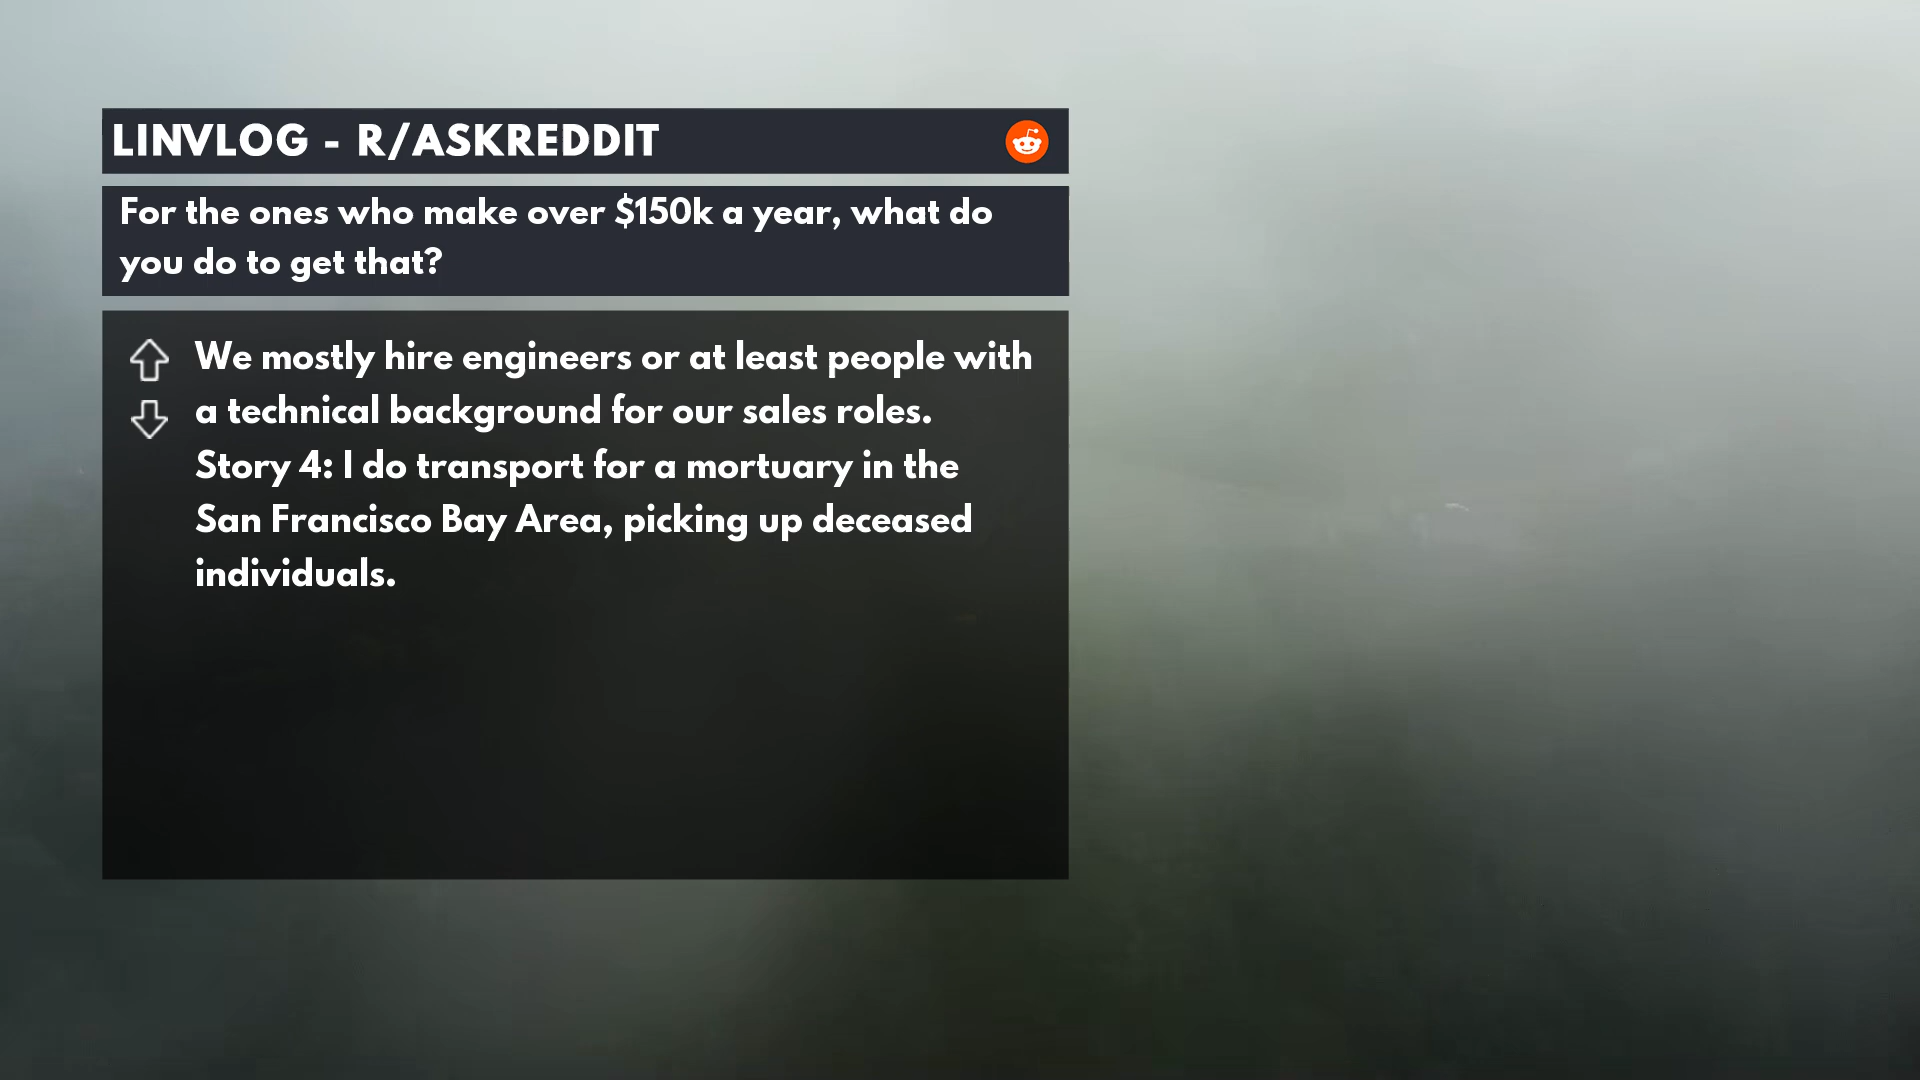 LINVLOG - R/ASKREDDIT
For the ones who make over $150k a year, what do
you do to get that?
We mostly hire engineers or at least people with
a technical background for our sales roles.
Story 4: I do transport for a mortuary in the
San Francisco Bay Area, picking up deceased
individuals.